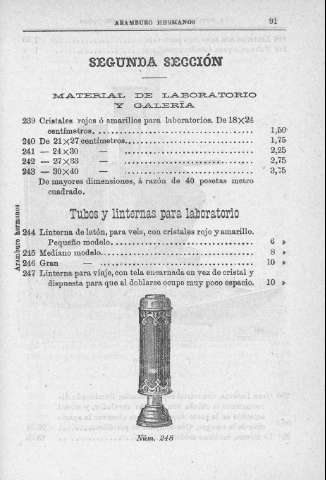 ARAMBURO HERMANOS 91
SEGUNDA SECCIÓN
MATERIAL DE LABORATORIO
Y GALERÍA
239 Cristales rojos ó amarillos para laboratorios. De 18×24
centímetros. 1,50
240 De 21×27 centímetros. 1,75
241 — 24×30 — 2,25
242 — 27×33 — 2,75
243 — 30×40 — 3,75
De mayores dimensiones, á razón de 40 pesetas metro
cuadrado.
Tubos y linternas para laboratorio
244 Linterna de latón, para vels, con cristales rojo y amarillo.
Pequeño modelo. 6 »
245 Mediano modelo. 8 »
246 Gran — 10 »
247 Linterna para viaje, con tela encarnada en vez de cristal y
dispuesta para que al doblarse ocupe muy poco espacio. 10 »
Aramburo hermanos
Núm. 248